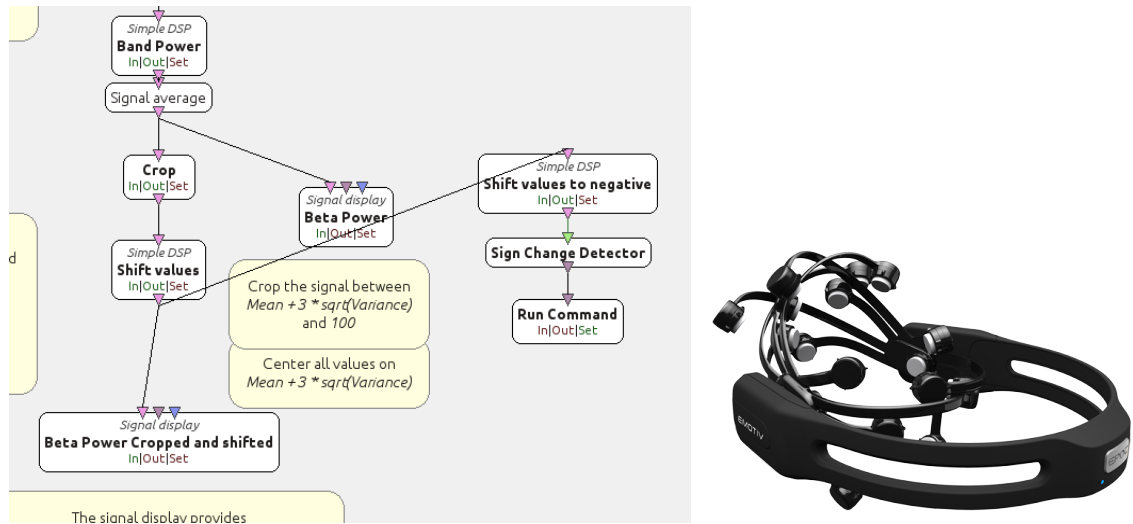 Simple DSP
Band Power
In|Out|Set
Signal average
Crop
In|Out|Set
Simple DSP
Shift values
In|Out|Set
Signal display
Beta Power
In|Out|Set
Simple DSP
Shift values to negative
In|Out|Set
Sign Change Detector
Run Command
In|Out|Set
d
Crop the signal between
Mean +3 * sqrt(Variance)
and 100
Center all values on
Mean +3 * sqrt(Variance)
Signal display
Beta Power Cropped and shifted
In|Out|Set
The signal display provides
EMOTIV
EPOC